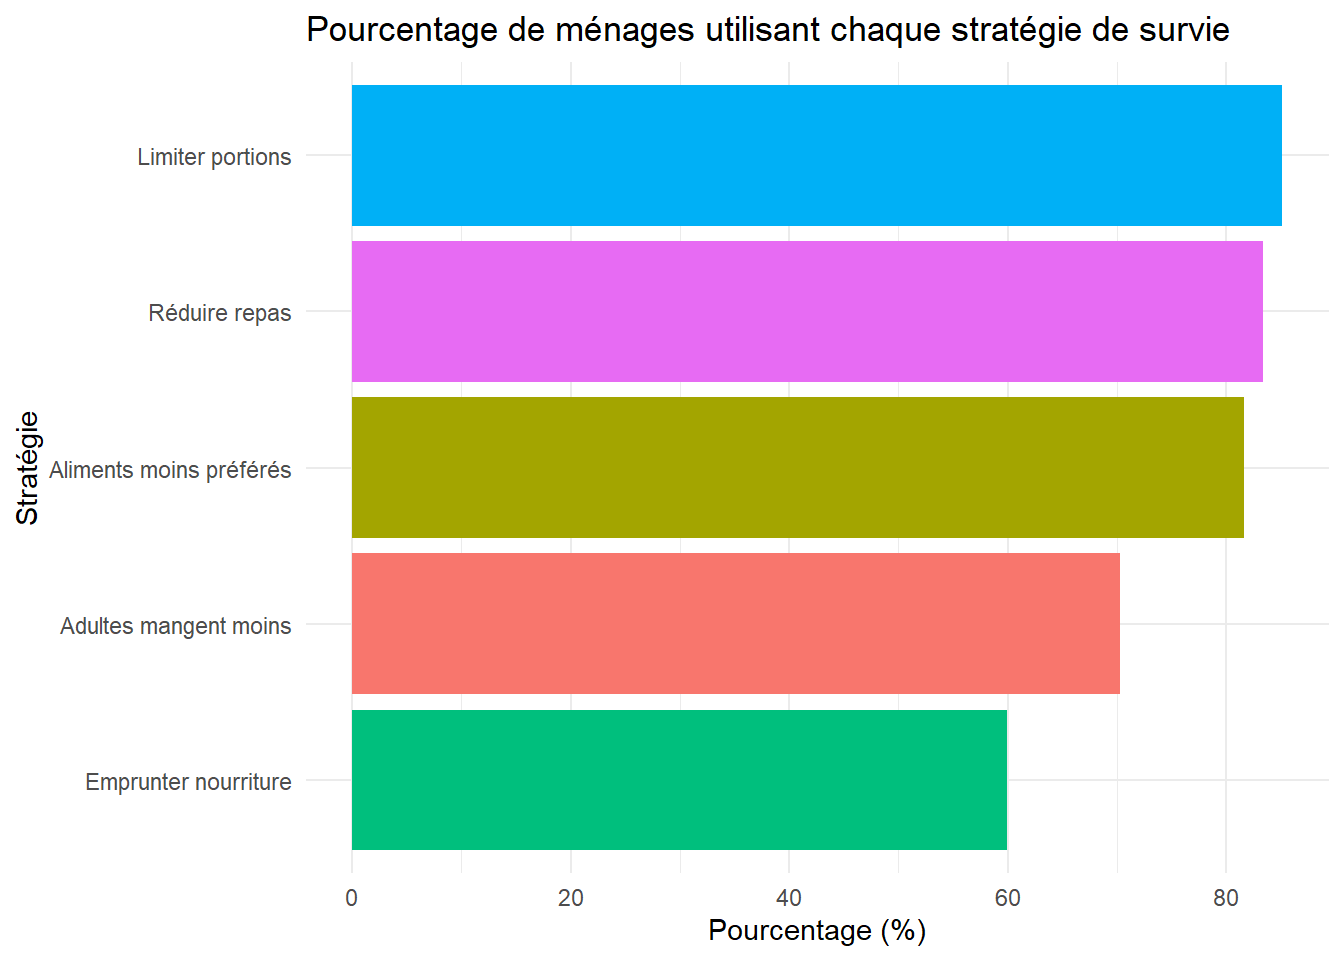 Pourcentage de ménages utilisant chaque stratégie de survie
Stratégie
Limiter portions
Réduire repas
Aliments moins préférés
Adultes mangent moins
Emprunter nourriture
0 20 40 60 80
Pourcentage (%)